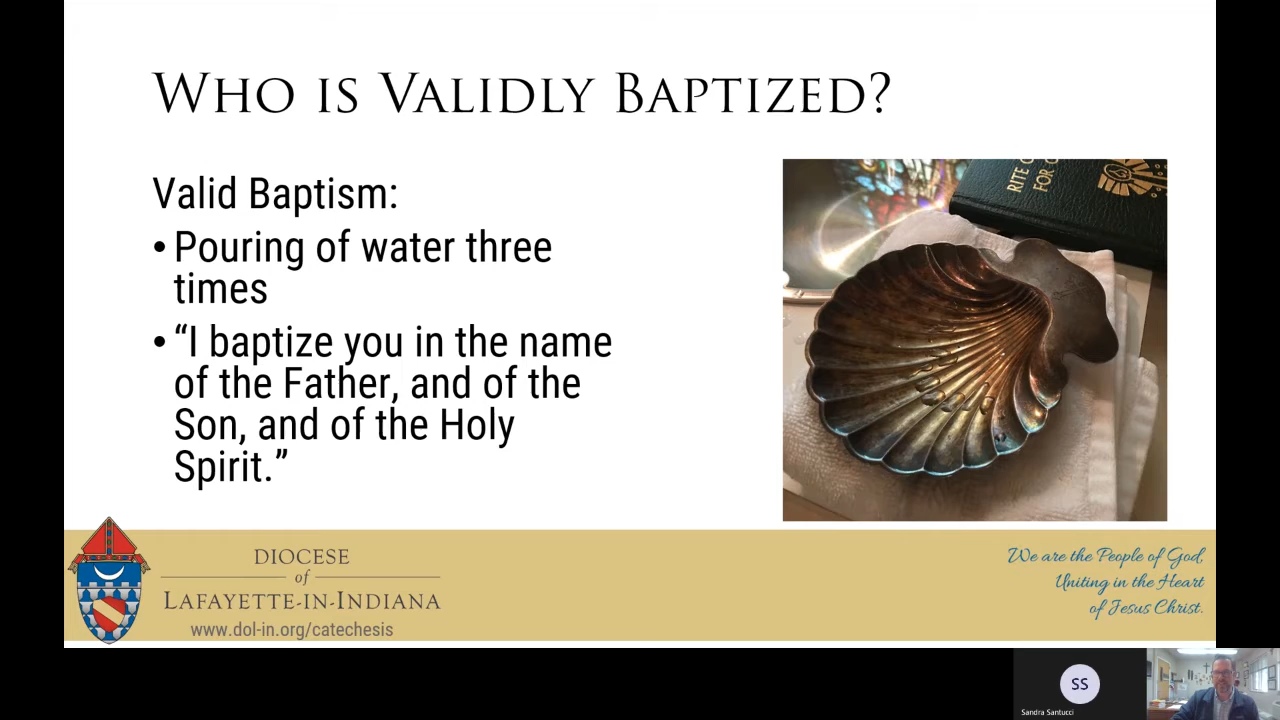 Who is Validly Baptized?
Valid Baptism:
•Pouring of water three
times
•“I baptize you in the name
of the Father, and of the
Son, and of the Holy
Spirit.”
RITE
FOR
DIOCESE
of
Lafayette-in-Indiana
www.dol-in.org/catechesis
We are the People of God,
Uniting in the Heart
of Jesus Christ.
SS
Sandra Santucci